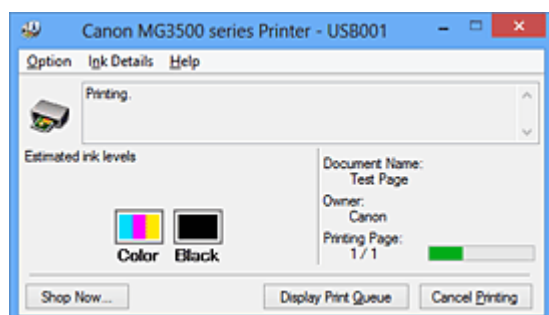 Canon MG3500 series Printer - USB001
Option Ink Details Help
Printing.
Estimated ink levels
Color Black
Document Name:
Test Page
Owner:
Canon
Printing Page:
1 / 1
Shop Now... Display Print Queue Cancel Printing